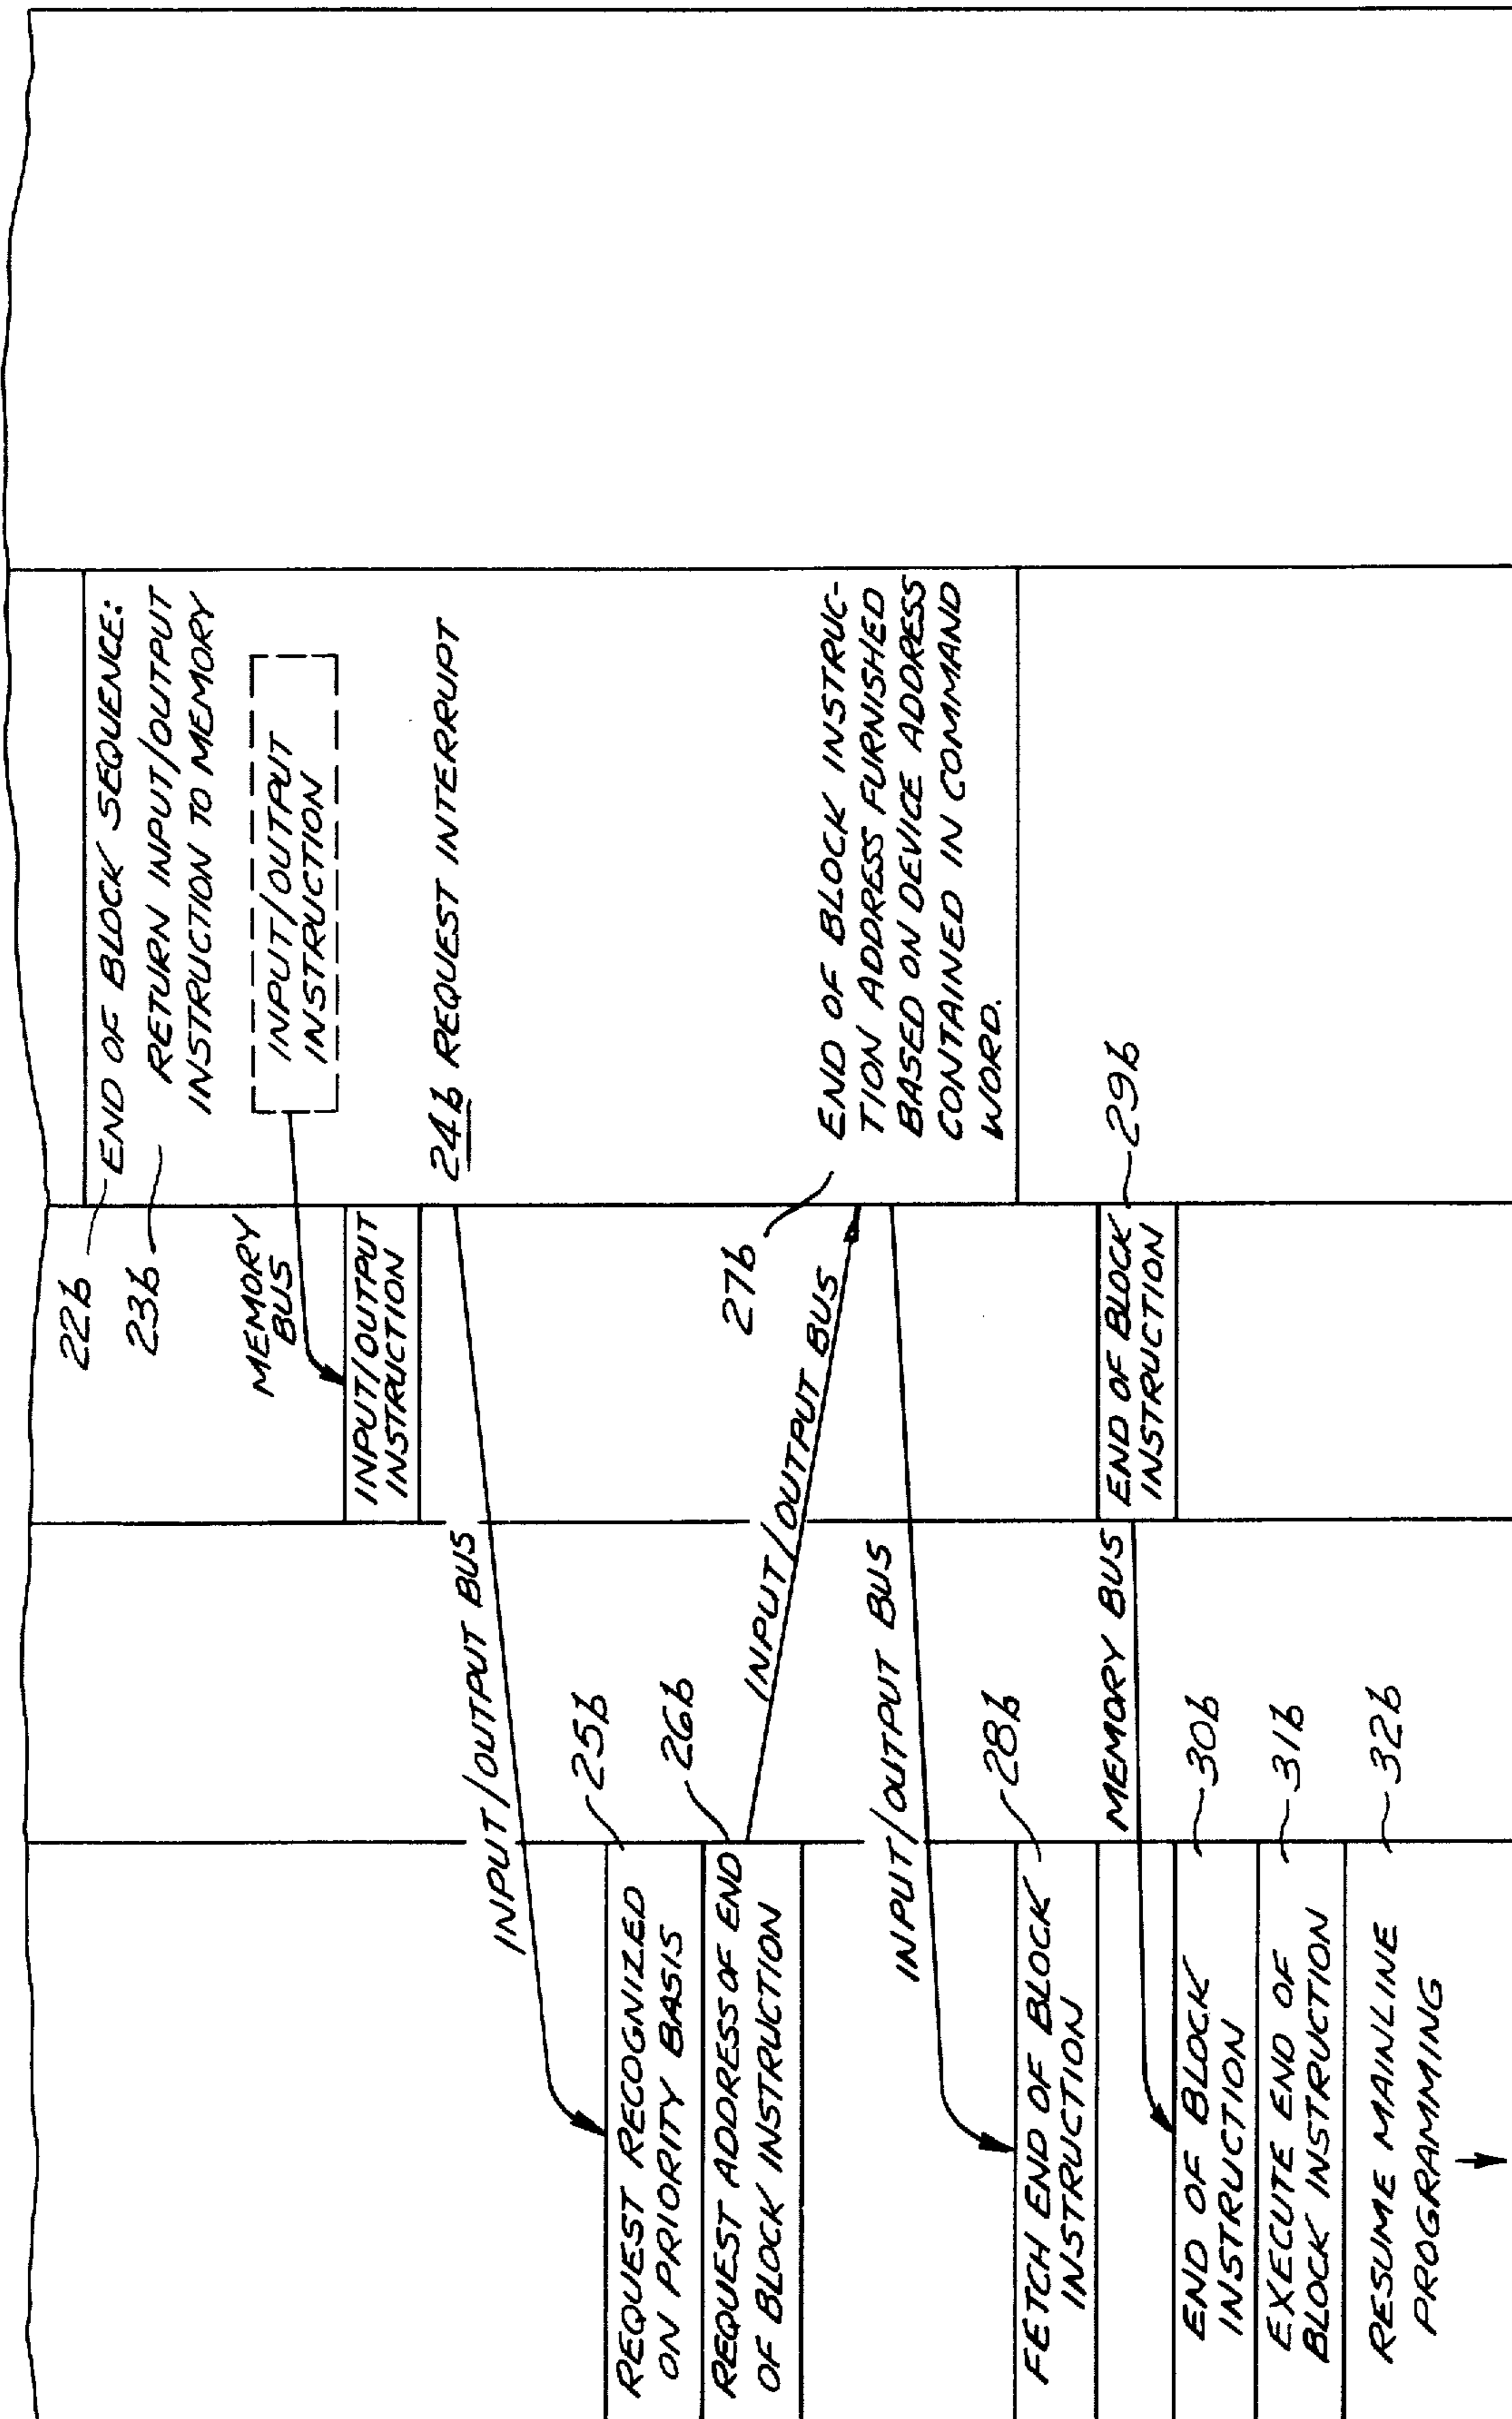 22b
END OF BLOCK SEQUENCE:
23b
RETURN INPUT/OUTPUT
INSTRUCTION TO MEMORY
MEMORY
BUS
INPUT/OUTPUT
INSTRUCTION
INPUT/OUTPUT
INSTRUCTION
24b REQUEST INTERRUPT
INPUT/OUTPUT BUS
REQUEST RECOGNIZED
ON PRIORITY BASIS
25b
REQUEST ADDRESS OF END
OF BLOCK INSTRUCTION
26b
INPUT/OUTPUT BUS
27b
END OF BLOCK INSTRUC-
TION ADDRESS FURNISHED
BASED ON DEVICE ADDRESS
CONTAINED IN COMMAND
WORD.
INPUT/OUTPUT BUS
FETCH END OF BLOCK
INSTRUCTION
28b
END OF BLOCK
INSTRUCTION
29b
MEMORY BUS
END OF BLOCK
INSTRUCTION
30b
EXECUTE END OF
BLOCK INSTRUCTION
31b
RESUME MAINLINE
PROGRAMMING
32b